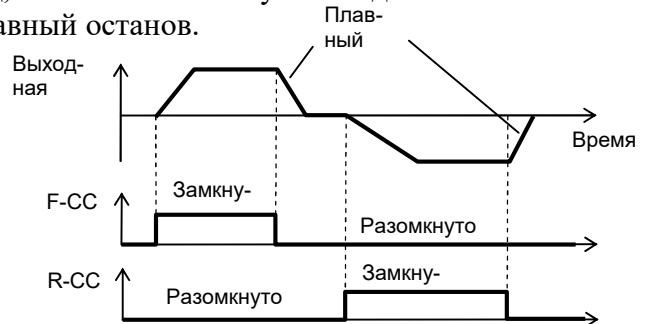 авный останов.
Плав-
ный
Выход-
ная
Время
F-CC
Замкну-
Разомкнуто
R-CC
Замкну-
Разомкнуто